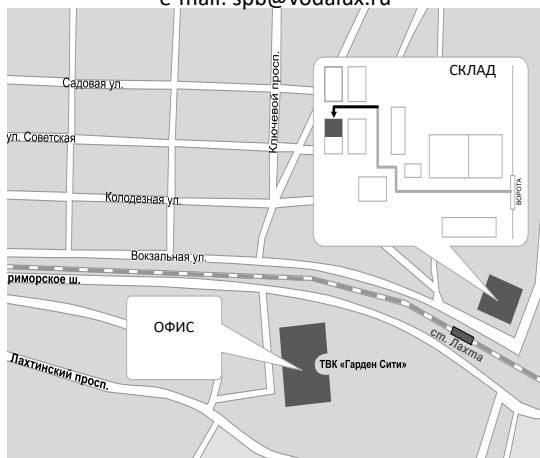 e-mail: spb@vodalux.ru
СКЛАД
Садовая ул.
Ключевой просп.
ул. Советская
ВОРОТА
Колодезная ул.
Вокзальная ул.
риморское ш.
ОФИС
ст. Лахта
ТВК «Гарден Сити»
Лахтинский просп.